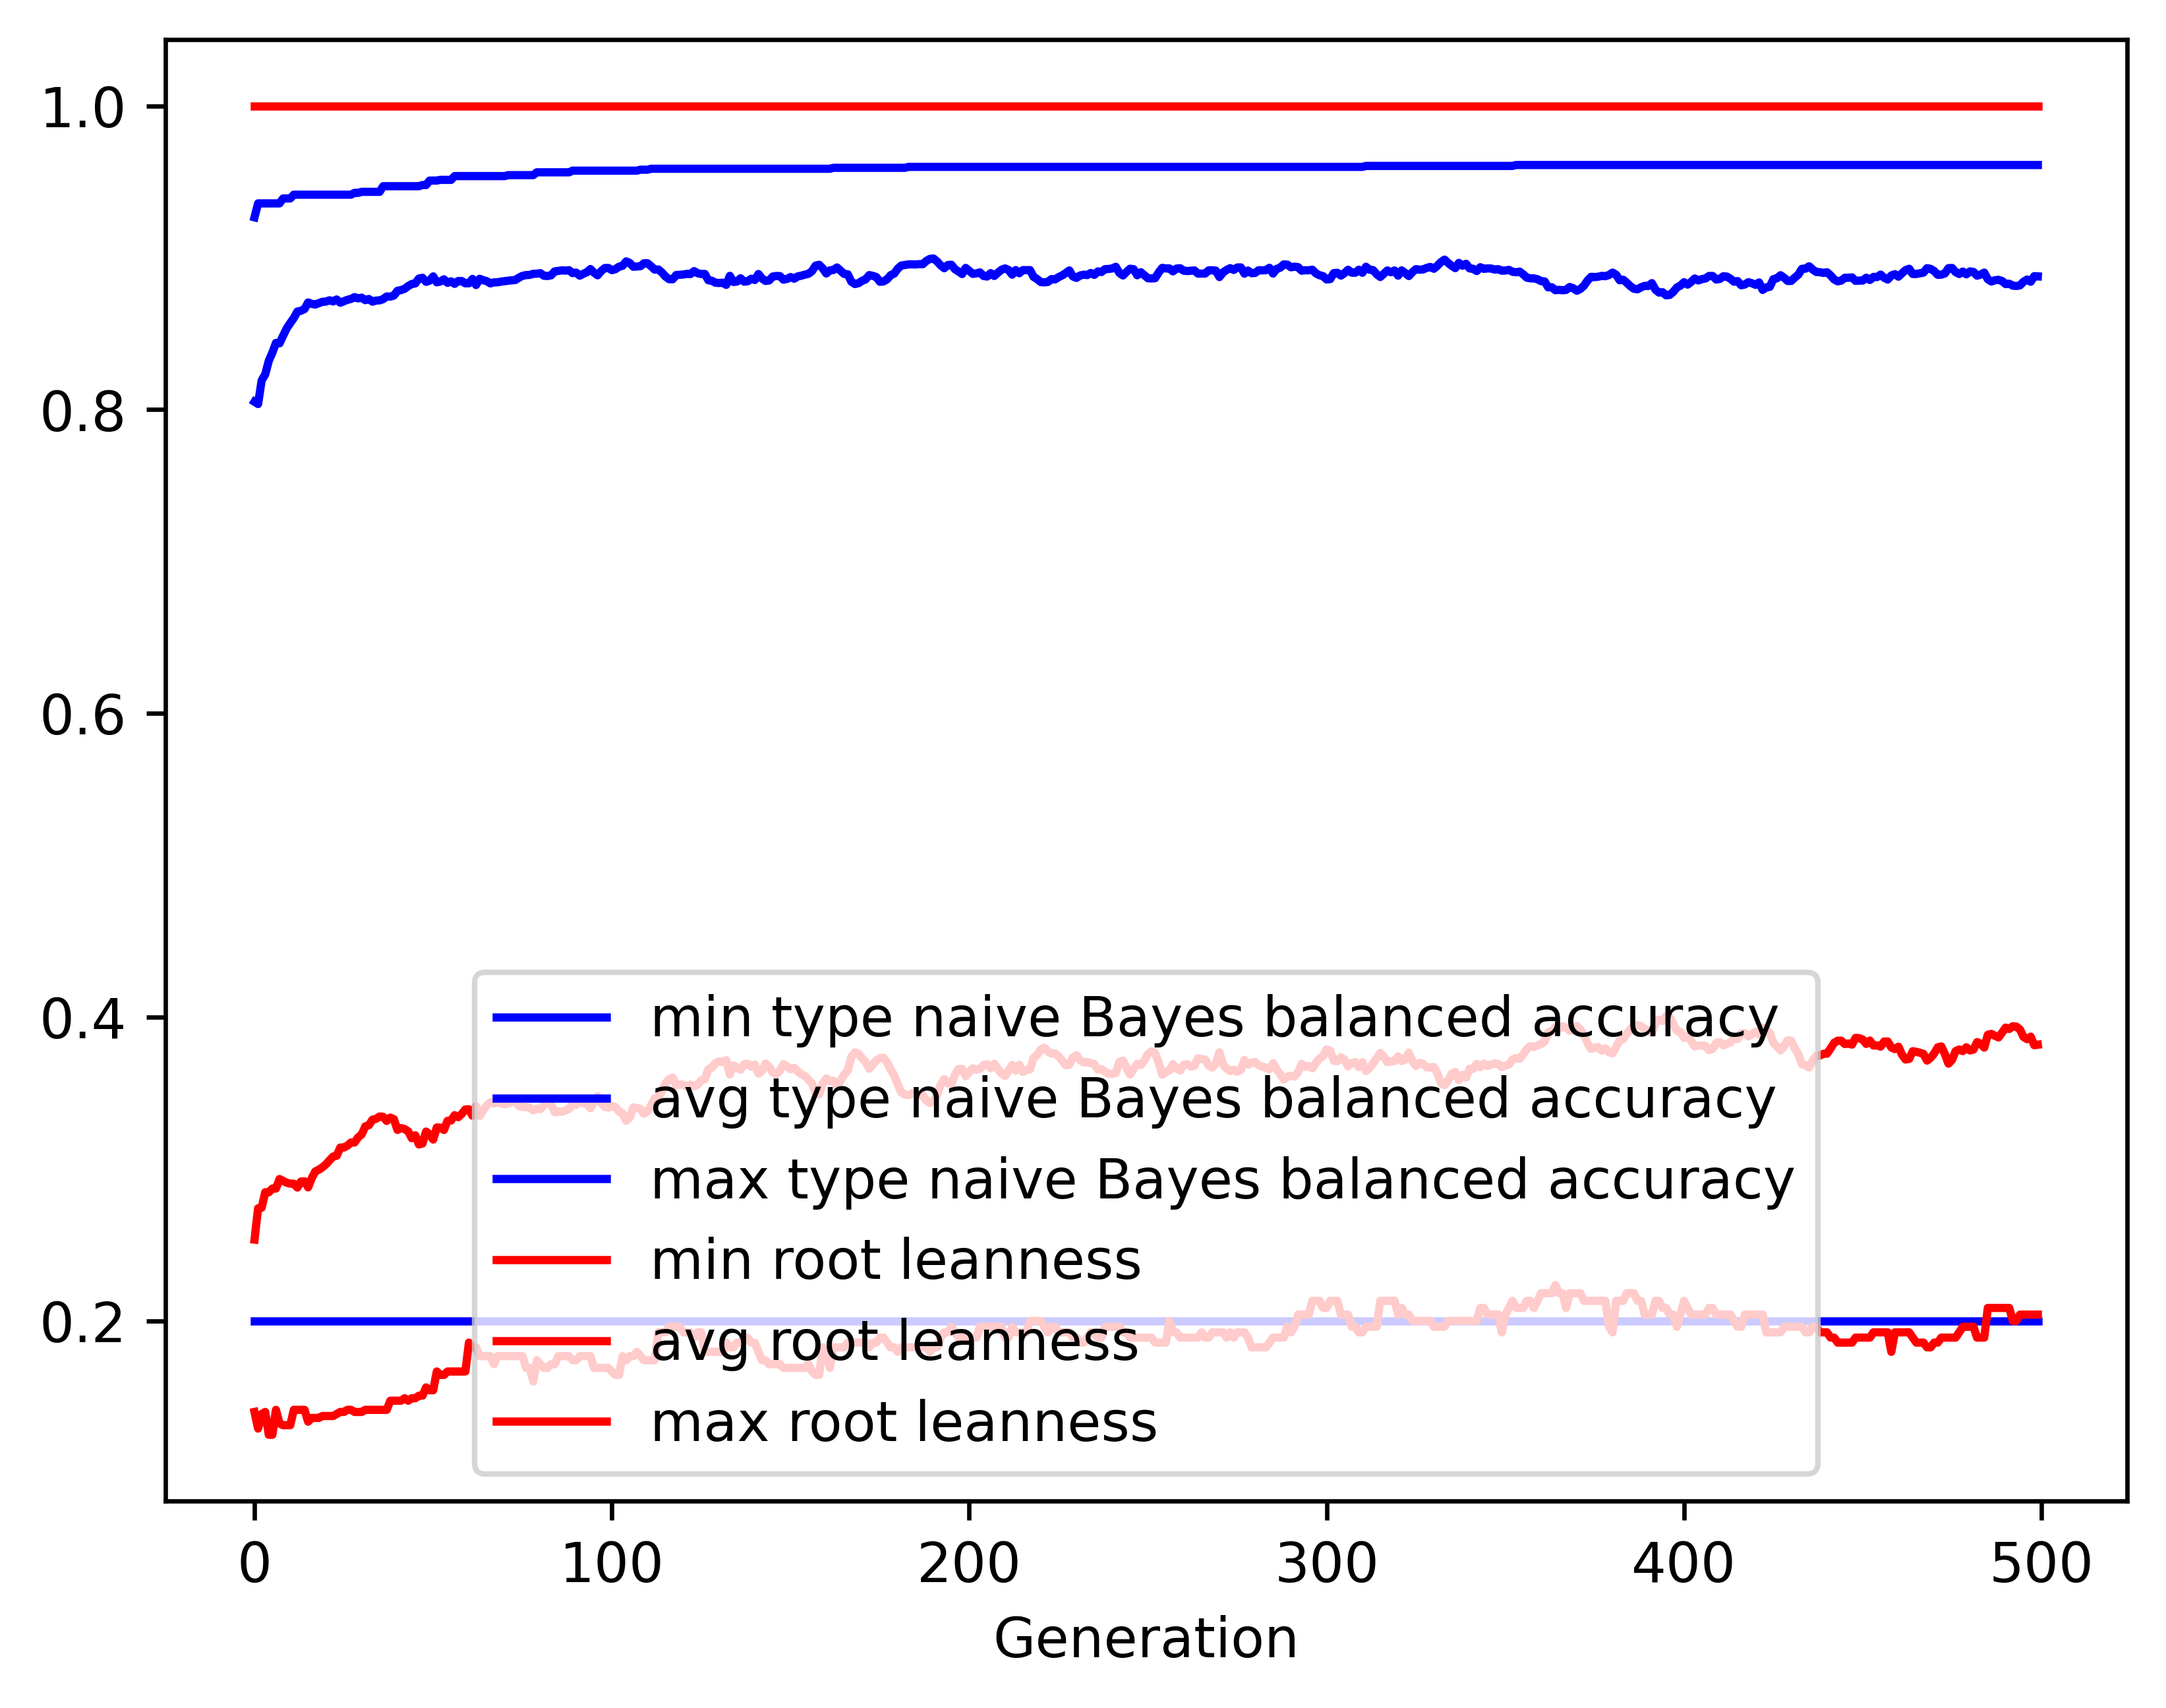 1.0
0.8
0.6
0.4
0.2
min type naive Bayes balanced accuracy
avg type naive Bayes balanced accuracy
max type naive Bayes balanced accuracy
min root leanness
avg root leanness
max root leanness
0 100 200 300 400 500
Generation